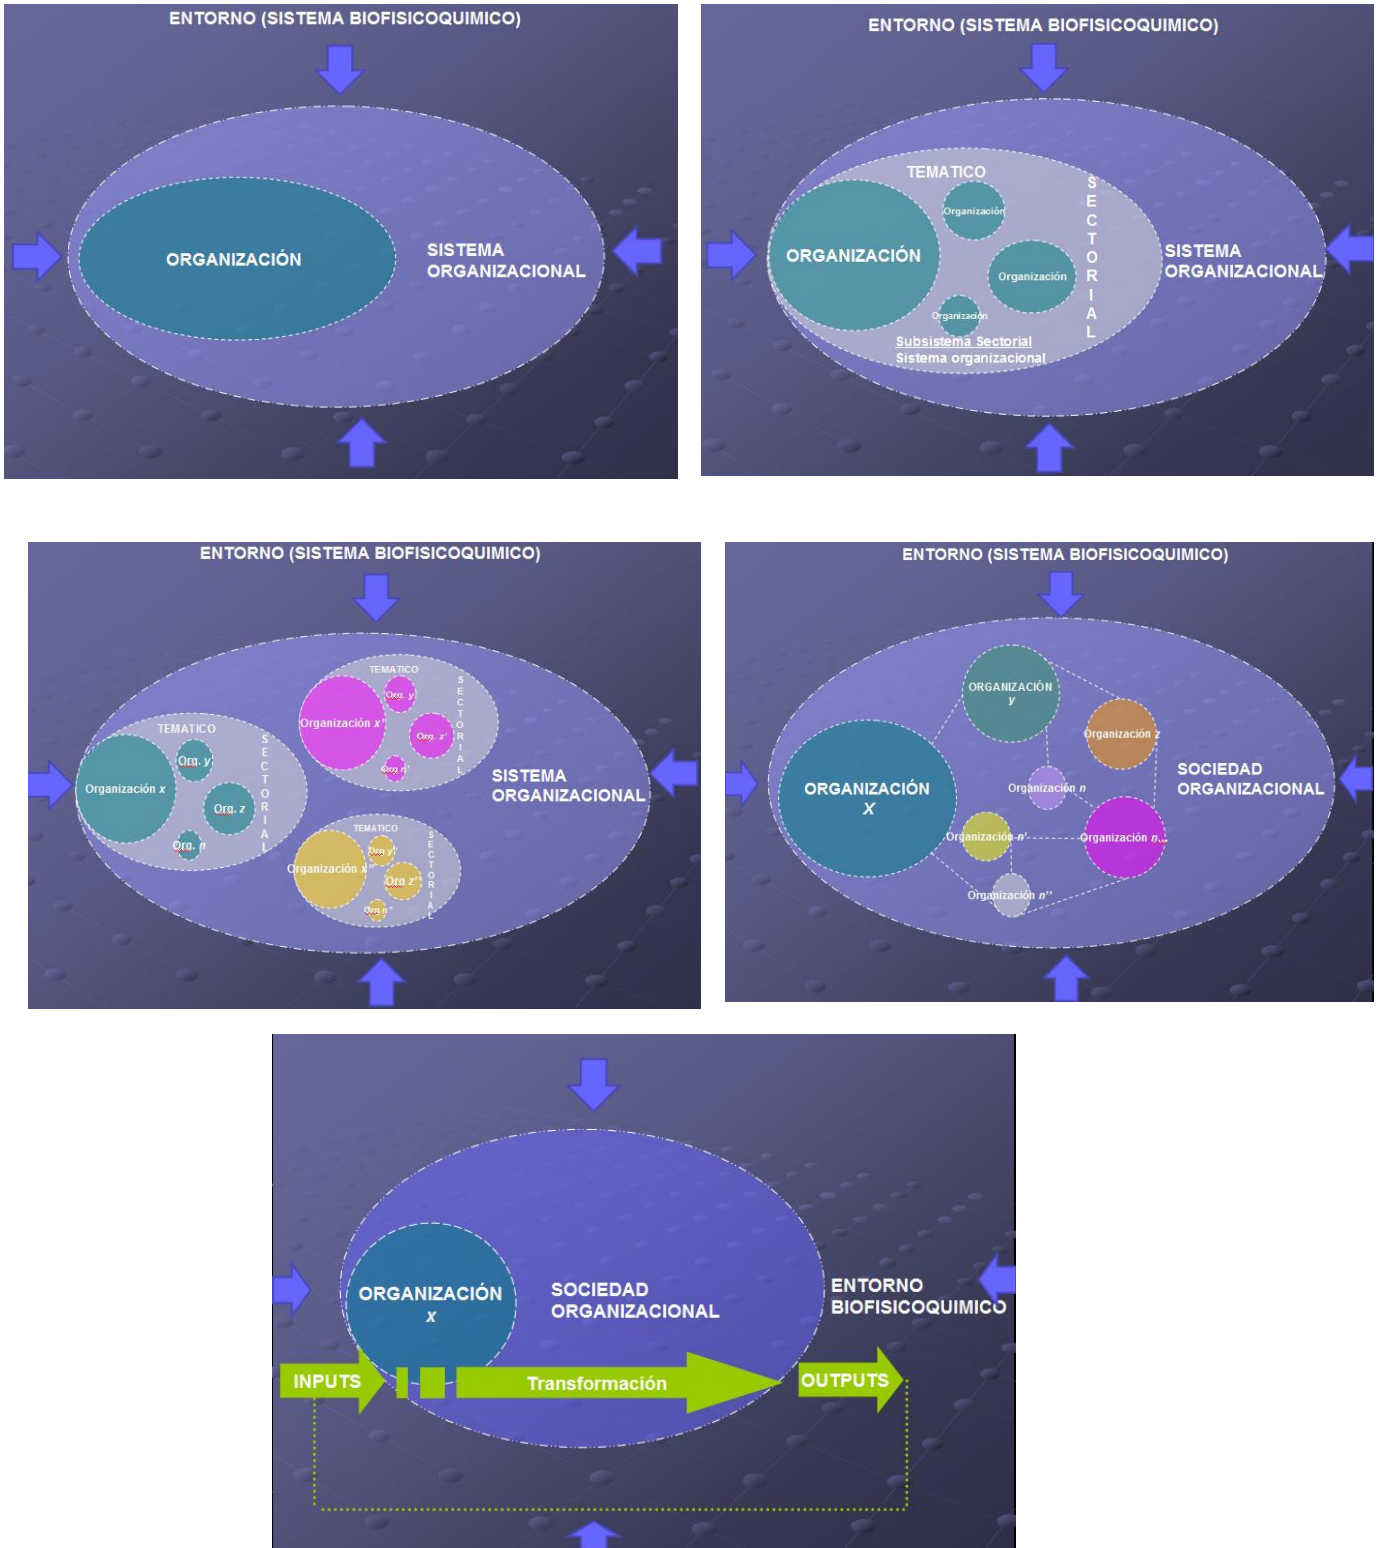 ENTORNO (SISTEMA BIOFISICOQUIMICO)
ORGANIZACIÓN
SISTEMA
ORGANIZACIONAL
ENTORNO (SISTEMA BIOFISICOQUIMICO)
TEMATICO
SECTORIAL
Organización
ORGANIZACIÓN
Organización
Organización
SISTEMA
ORGANIZACIONAL
Subsistema Sectorial
Sistema organizacional
ENTORNO (SISTEMA BIOFISICOQUIMICO)
TEMATICO
SECTORIAL
Organización x
Org. y
Org. z
Org. n
TEMATICO
SECTORIAL
Organización x'
Org. y
Org. z'
Org n'
TEMATICO
SECTORIAL
Organización x''
Org y'
Org z''
Org n''
SISTEMA
ORGANIZACIONAL
ENTORNO (SISTEMA BIOFISICOQUIMICO)
ORGANIZACIÓN
y
Organización z
ORGANIZACIÓN
X
Organización n
SOCIEDAD
ORGANIZACIONAL
Organización n'
Organización n...
Organización n''
ORGANIZACIÓN
x
SOCIEDAD
ORGANIZACIONAL
ENTORNO
BIOFISICOQUIMICO
INPUTS
Transformación
OUTPUTS